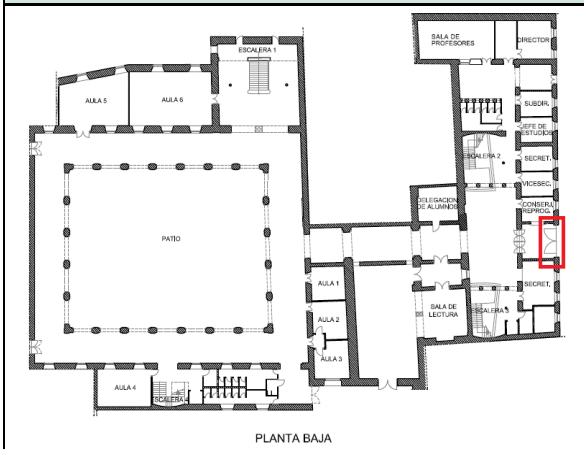 SALA DE
PROFESORES
DIRECTOR
ESCALERA 1
AULA 5
AULA 6
SUBDIR.
JEFE DE
ESTUDIOS
ESCALERA 2
SECRET.
VICESEC.
DELEGACION
DE ALUMNOS
CONSERJ.
REPROG.
PATIO
AULA 1
SECRET.
AULA 2
SALA DE
LECTURA
ESCALERA 3
AULA 3
AULA 4
ESCALERA 4
PLANTA BAJA